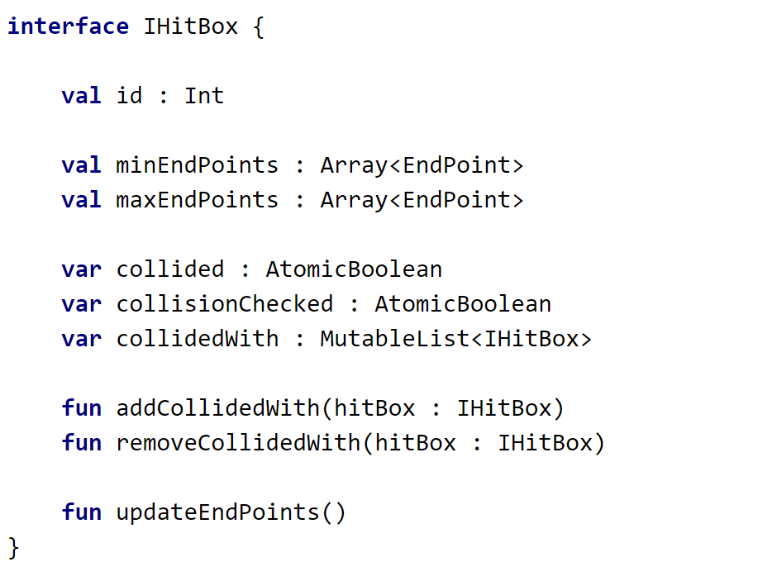 interface IHitBox {
val id : Int
val minEndPoints : Array<EndPoint>
val maxEndPoints : Array<EndPoint>
var collided : AtomicBoolean
var collisionChecked : AtomicBoolean
var collidedWith : MutableList<IHitBox>
fun addCollidedWith(hitBox : IHitBox)
fun removeCollidedWith(hitBox : IHitBox)
fun updateEndPoints()
}